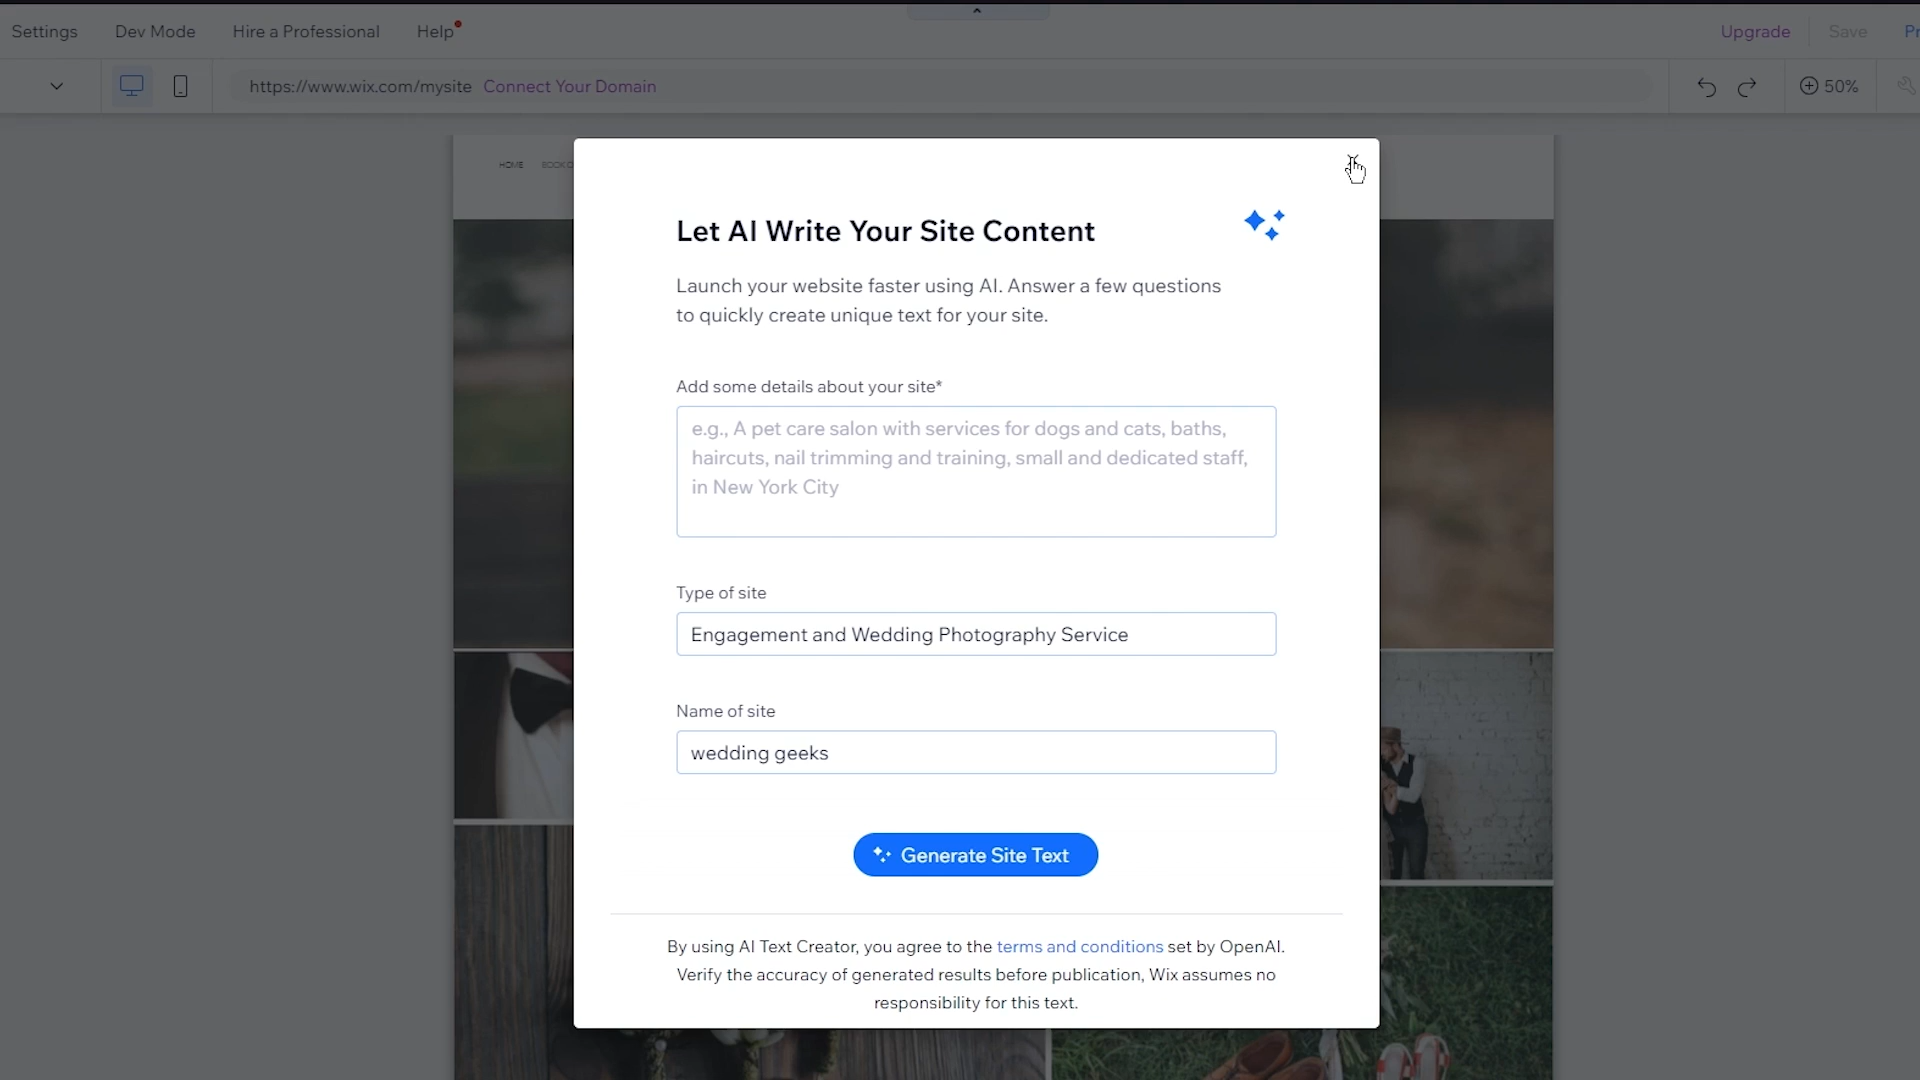 Settings Dev Mode Hire a Professional Help Upgrade Save
https://www.wix.com/mysite Connect Your Domain 50%
HOME
Let AI Write Your Site Content
Launch your website faster using AI. Answer a few questions
to quickly create unique text for your site.
Add some details about your site*
e.g., A pet care salon with services for dogs and cats, baths,
haircuts, nail trimming and training, small and dedicated staff,
in New York City
Type of site
Engagement and Wedding Photography Service
Name of site
wedding geeks
Generate Site Text
By using AI Text Creator, you agree to the terms and conditions set by OpenAI.
Verify the accuracy of generated results before publication, Wix assumes no
responsibility for this text.